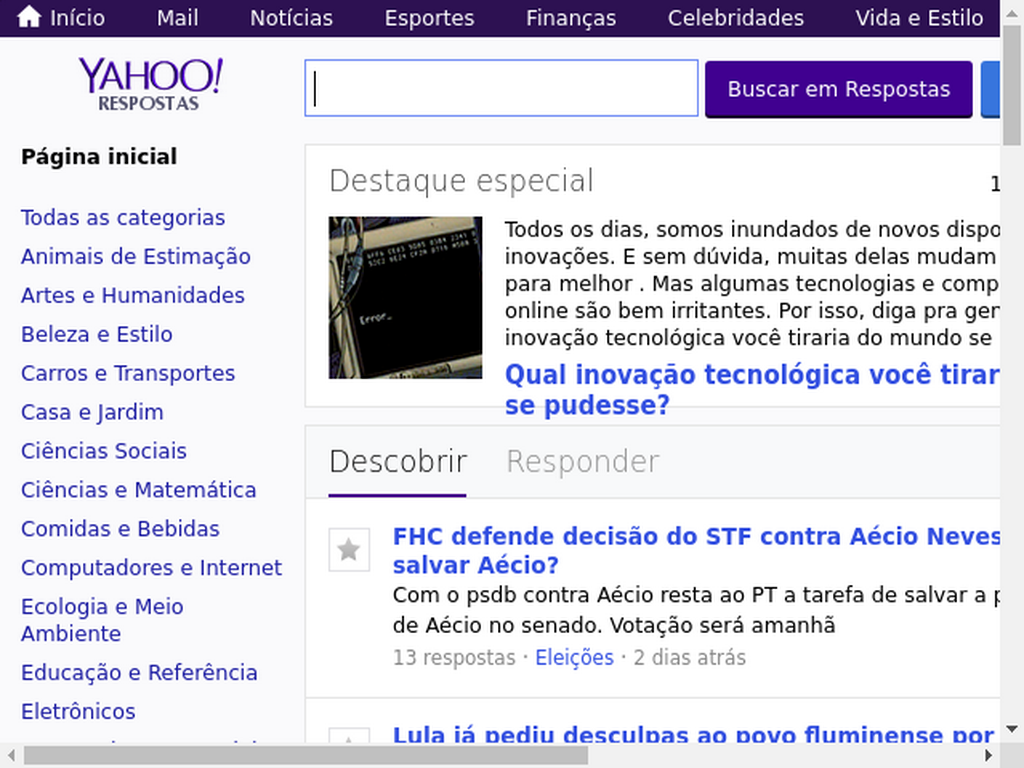 Início Mail Notícias Esportes Finanças Celebridades Vida e Estilo
YAHOO!
RESPOSTAS
Buscar em Respostas
Página inicial
Todas as categorias
Animais de Estimação
Artes e Humanidades
Beleza e Estilo
Carros e Transportes
Casa e Jardim
Ciências Sociais
Ciências e Matemática
Comidas e Bebidas
Computadores e Internet
Ecologia e Meio
Ambiente
Educação e Referência
Eletrônicos
Destaque especial
Todos os dias, somos inundados de novos dispo
inovações. E sem dúvida, muitas delas mudam
para melhor . Mas algumas tecnologias e comp
online são bem irritantes. Por isso, diga pra ger
inovação tecnológica você tiraria do mundo se
Qual inovação tecnológica você tirar
se pudesse?
Error_
Descobrir Responder
FHC defende decisão do STF contra Aécio Neves
salvar Aécio?
Com o psdb contra Aécio resta ao PT a tarefa de salvar a p
de Aécio no senado. Votação será amanhã
13 respostas · Eleições · 2 dias atrás
Lula já pediu desculpas ao povo fluminense por